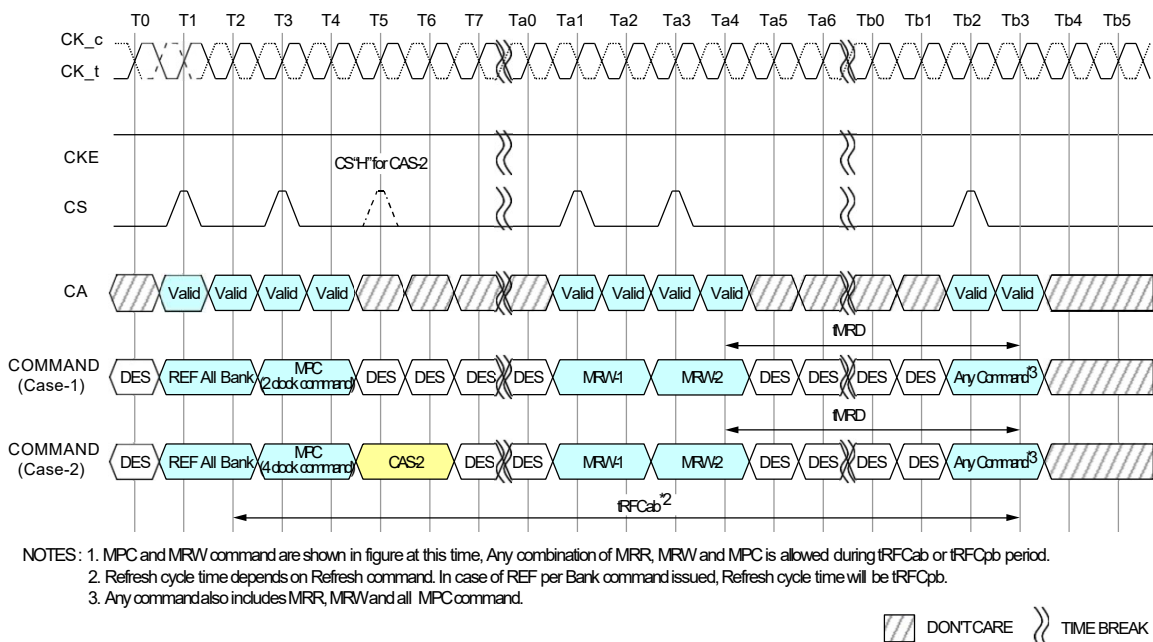 T0 T1 T2 T3 T4 T5 T6 T7 Ta0 Ta1 Ta2 Ta3 Ta4 Ta5 Ta6 Tb0 Tb1 Tb2 Tb3 Tb4 Tb5
CK_c
CK_t
CKE
CS"H" for CAS-2
CS
CA Valid Valid Valid Valid Valid Valid Valid Valid Valid Valid
tMRD
COMMAND
(Case-1)
DES REF All Bank MPC
(2 clock command) DES DES DES DES MRW-1 MRW-2 DES DES DES DES Any Command*3
tMRD
COMMAND
(Case-2)
DES REF All Bank MPC
(4 clock command) CAS-2 DES DES MRW-1 MRW-2 DES DES DES DES Any Command*3
tRFCab*2
NOTES : 1. MPC and MRW command are shown in figure at this time, Any combination of MRR, MRW and MPC is allowed during tRFCab or tRFCpb period.
2. Refresh cycle time depends on Refresh command. In case of REF per Bank command issued, Refresh cycle time will be tRFCpb.
3. Any command also includes MRR, MRW and all MPC command.
DON'T CARE TIME BREAK